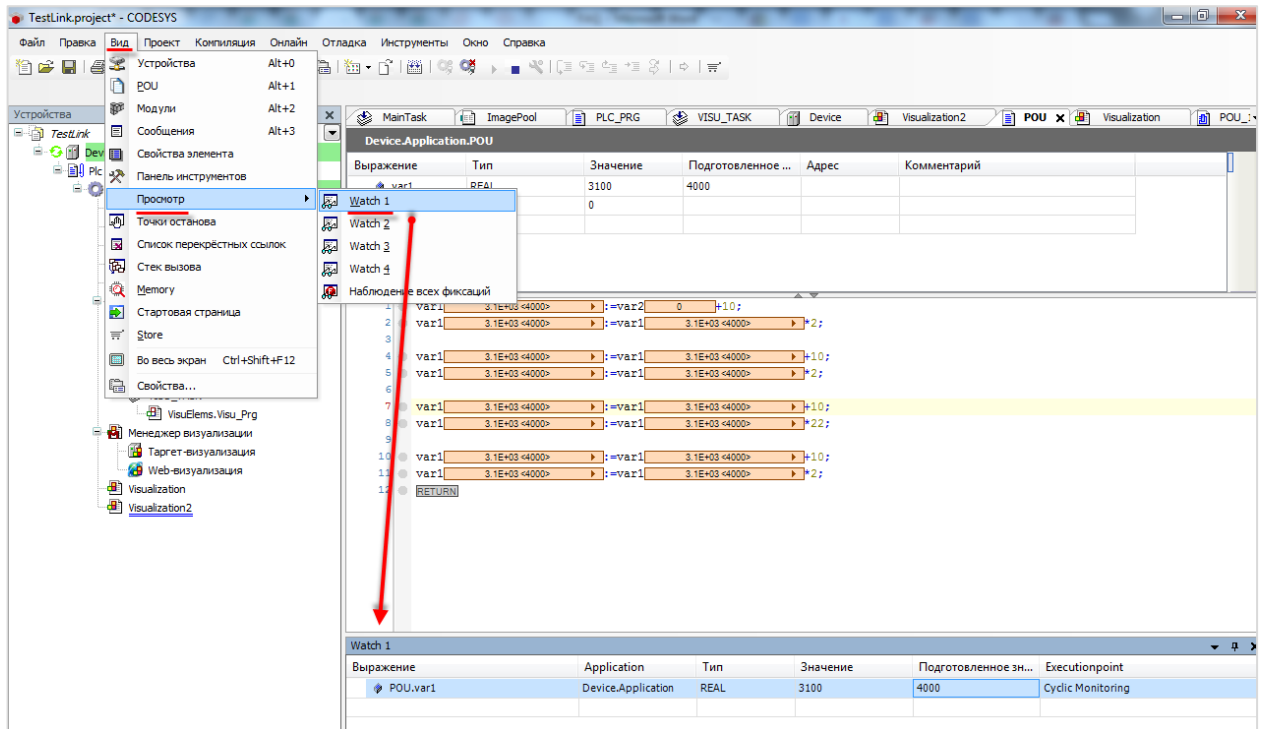 TestLink.project* - CODESYS
Файл Правка Вид Проект Компиляция Онлайн Отладка Инструменты Окно Справка
Устройства Alt+0
POU Alt+1
Модули Alt+2
Сообщения Alt+3
Свойства элемента
Панель инструментов
Просмотр
Точки останова
Список перекрёстных ссылок
Стек вызова
Memory
Стартовая страница
Store
Во весь экран Ctrl+Shift+F12
Свойства...
Watch 1
Watch 2
Watch 3
Watch 4
Наблюдение всех фиксаций
Устройства
TestLink
Dev
Plc
VisuElems.Visu_Prg
Менеджер визуализации
Таргет-визуализация
Web-визуализация
Visualization
Visualization2
MainTask ImagePool PLC_PRG VISU_TASK Device Visualization2 POU X Visualization POU_
Device.Application.POU
Выражение Тип Значение Подготовленное ... Адрес Комментарий
var1 REAL 3100 4000
0
1 var1 3.1E+03 <4000> :=var2 0 +10;
2 var1 3.1E+03 <4000> :=var1 3.1E+03 <4000> *2;
3
4 var1 3.1E+03 <4000> :=var1 3.1E+03 <4000> +10;
5 var1 3.1E+03 <4000> :=var1 3.1E+03 <4000> *2;
6
7 var1 3.1E+03 <4000> :=var1 3.1E+03 <4000> +10;
8 var1 3.1E+03 <4000> :=var1 3.1E+03 <4000> *22;
9
10 var1 3.1E+03 <4000> :=var1 3.1E+03 <4000> +10;
11 var1 3.1E+03 <4000> :=var1 3.1E+03 <4000> *2;
12 RETURN
Watch 1
Выражение Application Тип Значение Подготовленное зн... Executionpoint
POU.var1 Device.Application REAL 3100 4000 Cyclic Monitoring